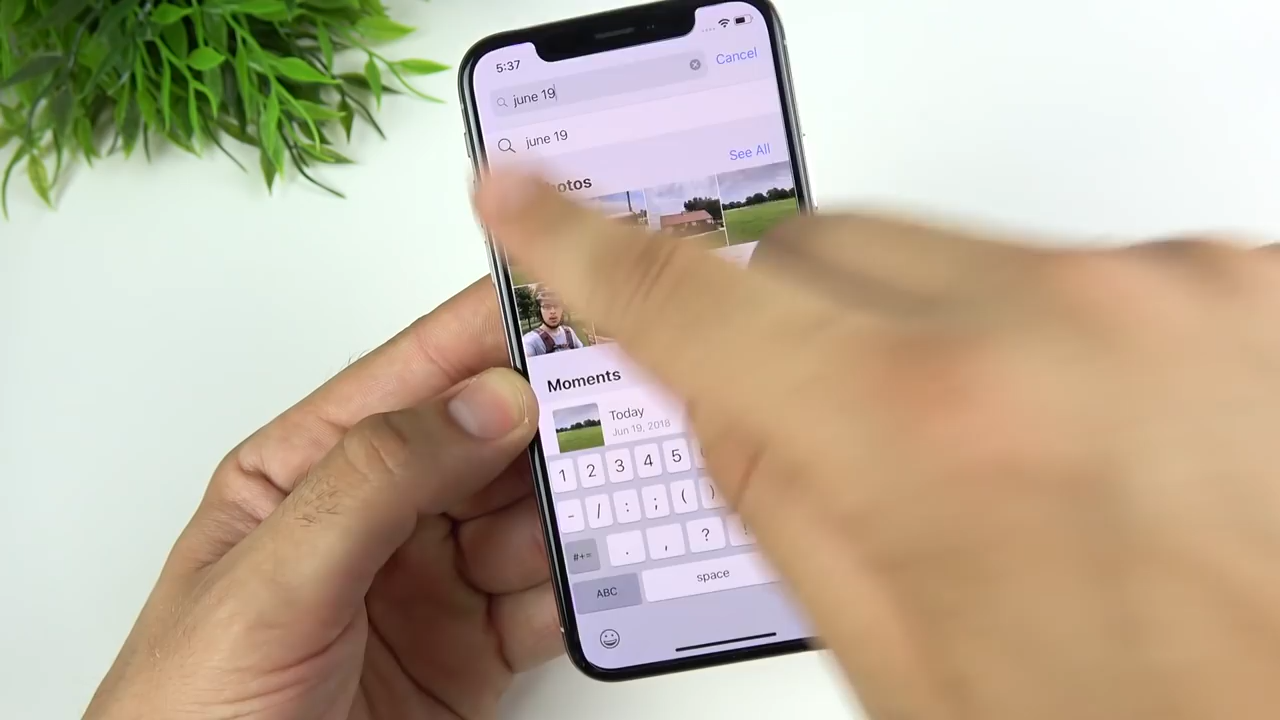 5:37
june 19
Cancel
june 19
See All
Moments
Today
Jun 19, 2018
1 2 3 4 5
- / : ; ( )
#+= . , ?
ABC space